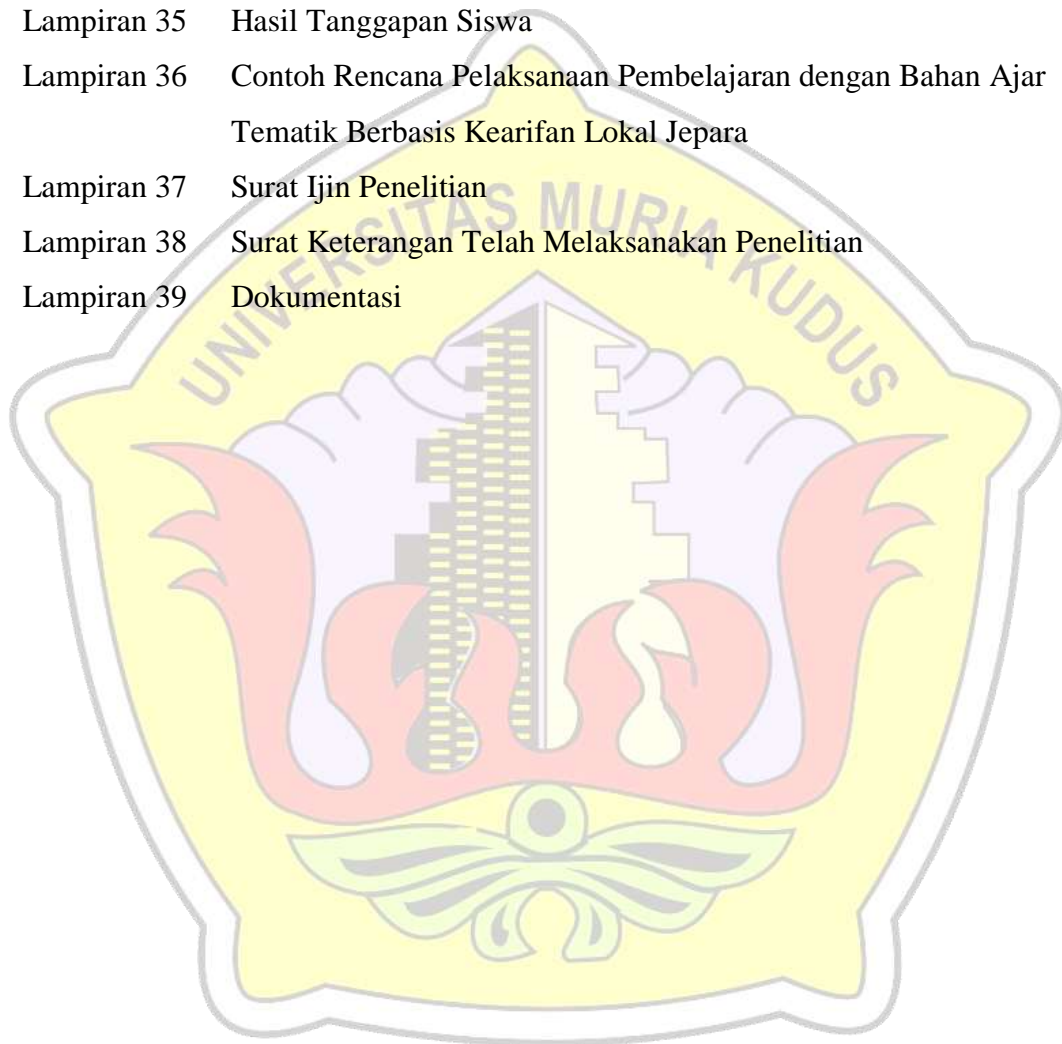 Lampiran 35 Hasil Tanggapan Siswa
Lampiran 36 Contoh Rencana Pelaksanaan Pembelajaran dengan Bahan Ajar
Tematik Berbasis Kearifan Lokal Jepara
Lampiran 37 Surat Ijin Penelitian
Lampiran 38 Surat Keterangan Telah Melaksanakan Penelitian
Lampiran 39 Dokumentasi
UNIVERSITAS MURIA KUDUS